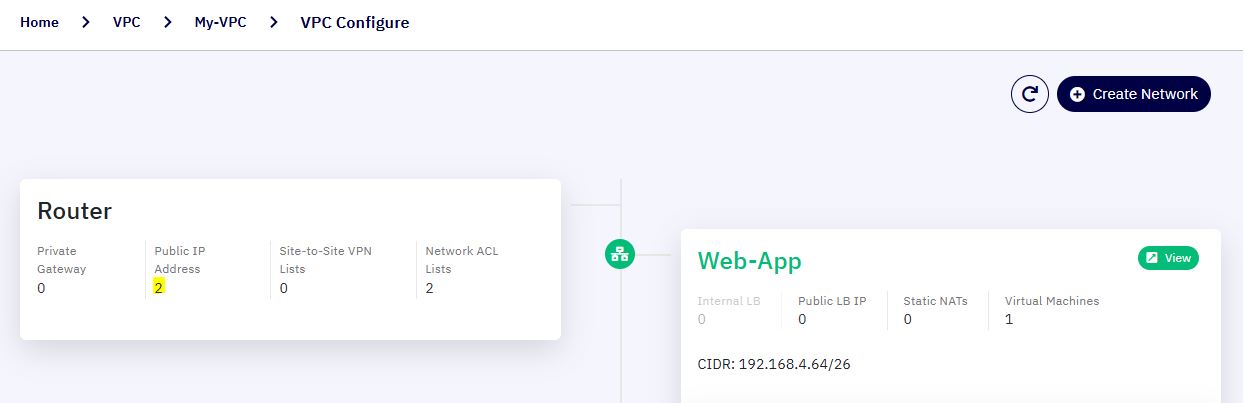 Home > VPC > My-VPC > VPC Configure
Create Network
Router
Private Gateway
0
Public IP Address
2
Site-to-Site VPN Lists
0
Network ACL Lists
2
Web-App
View
Internal LB
0
Public LB IP
0
Static NATs
0
Virtual Machines
1
CIDR: 192.168.4.64/26